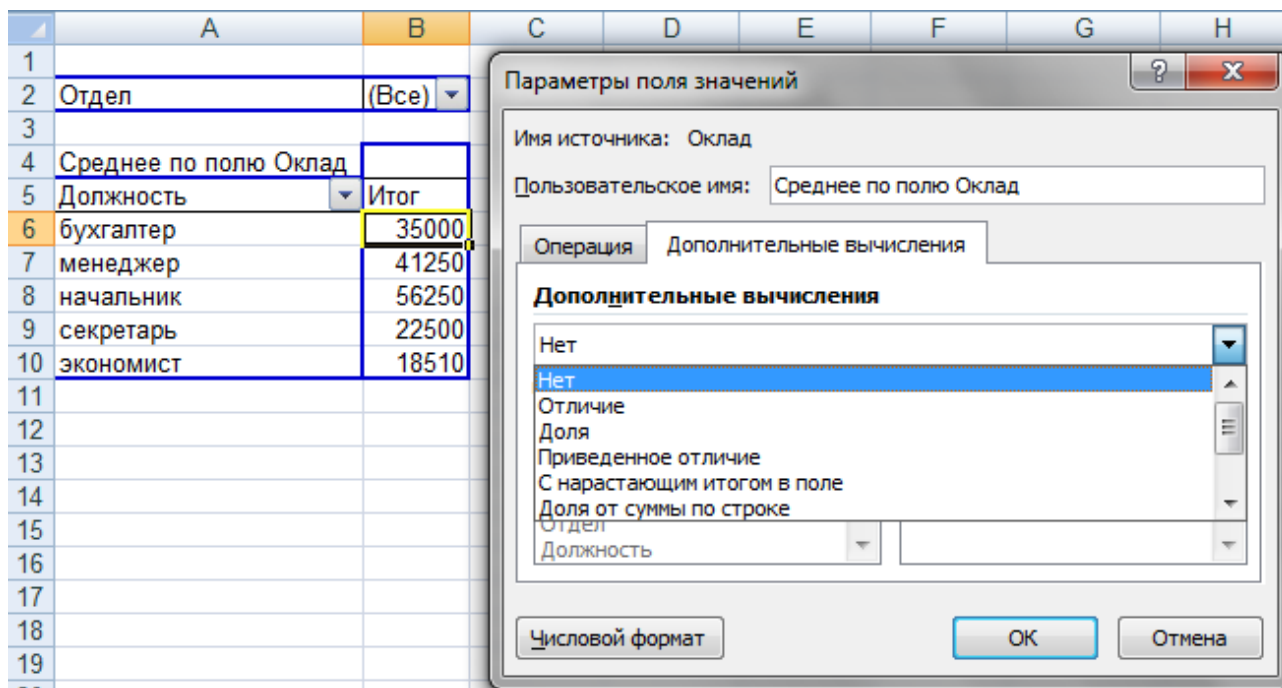 A B C D E F G H
1
2 Отдел (Все)
3
4 Среднее по полю Оклад
5 Должность Итог
6 бухгалтер 35000
7 менеджер 41250
8 начальник 56250
9 секретарь 22500
10 экономист 18510
11
12
13
14
15
16
17
18
19
Параметры поля значений ?
Имя источника: Оклад
Пользовательское имя: Среднее по полю Оклад
Операция Дополнительные вычисления
Дополнительные вычисления
Нет
Нет
Отличие
Доля
Приведенное отличие
С нарастающим итогом в поле
Доля от суммы по строке
Отдел
Должность
Числовой формат ОК Отмена